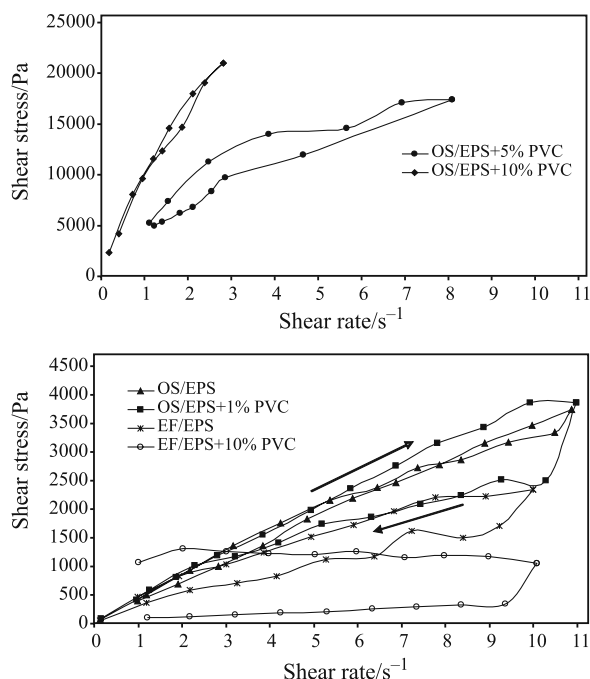 25000
20000
15000
10000
5000
0
Shear stress/Pa
OS/EPS+5% PVC
OS/EPS+10% PVC
0 1 2 3 4 5 6 7 8 9 10 11
Shear rate/s⁻¹
4500
4000
3500
3000
2500
2000
1500
1000
500
0
Shear stress/Pa
OS/EPS
OS/EPS+1% PVC
EF/EPS
EF/EPS+10% PVC
0 1 2 3 4 5 6 7 8 9 10 11
Shear rate/s⁻¹